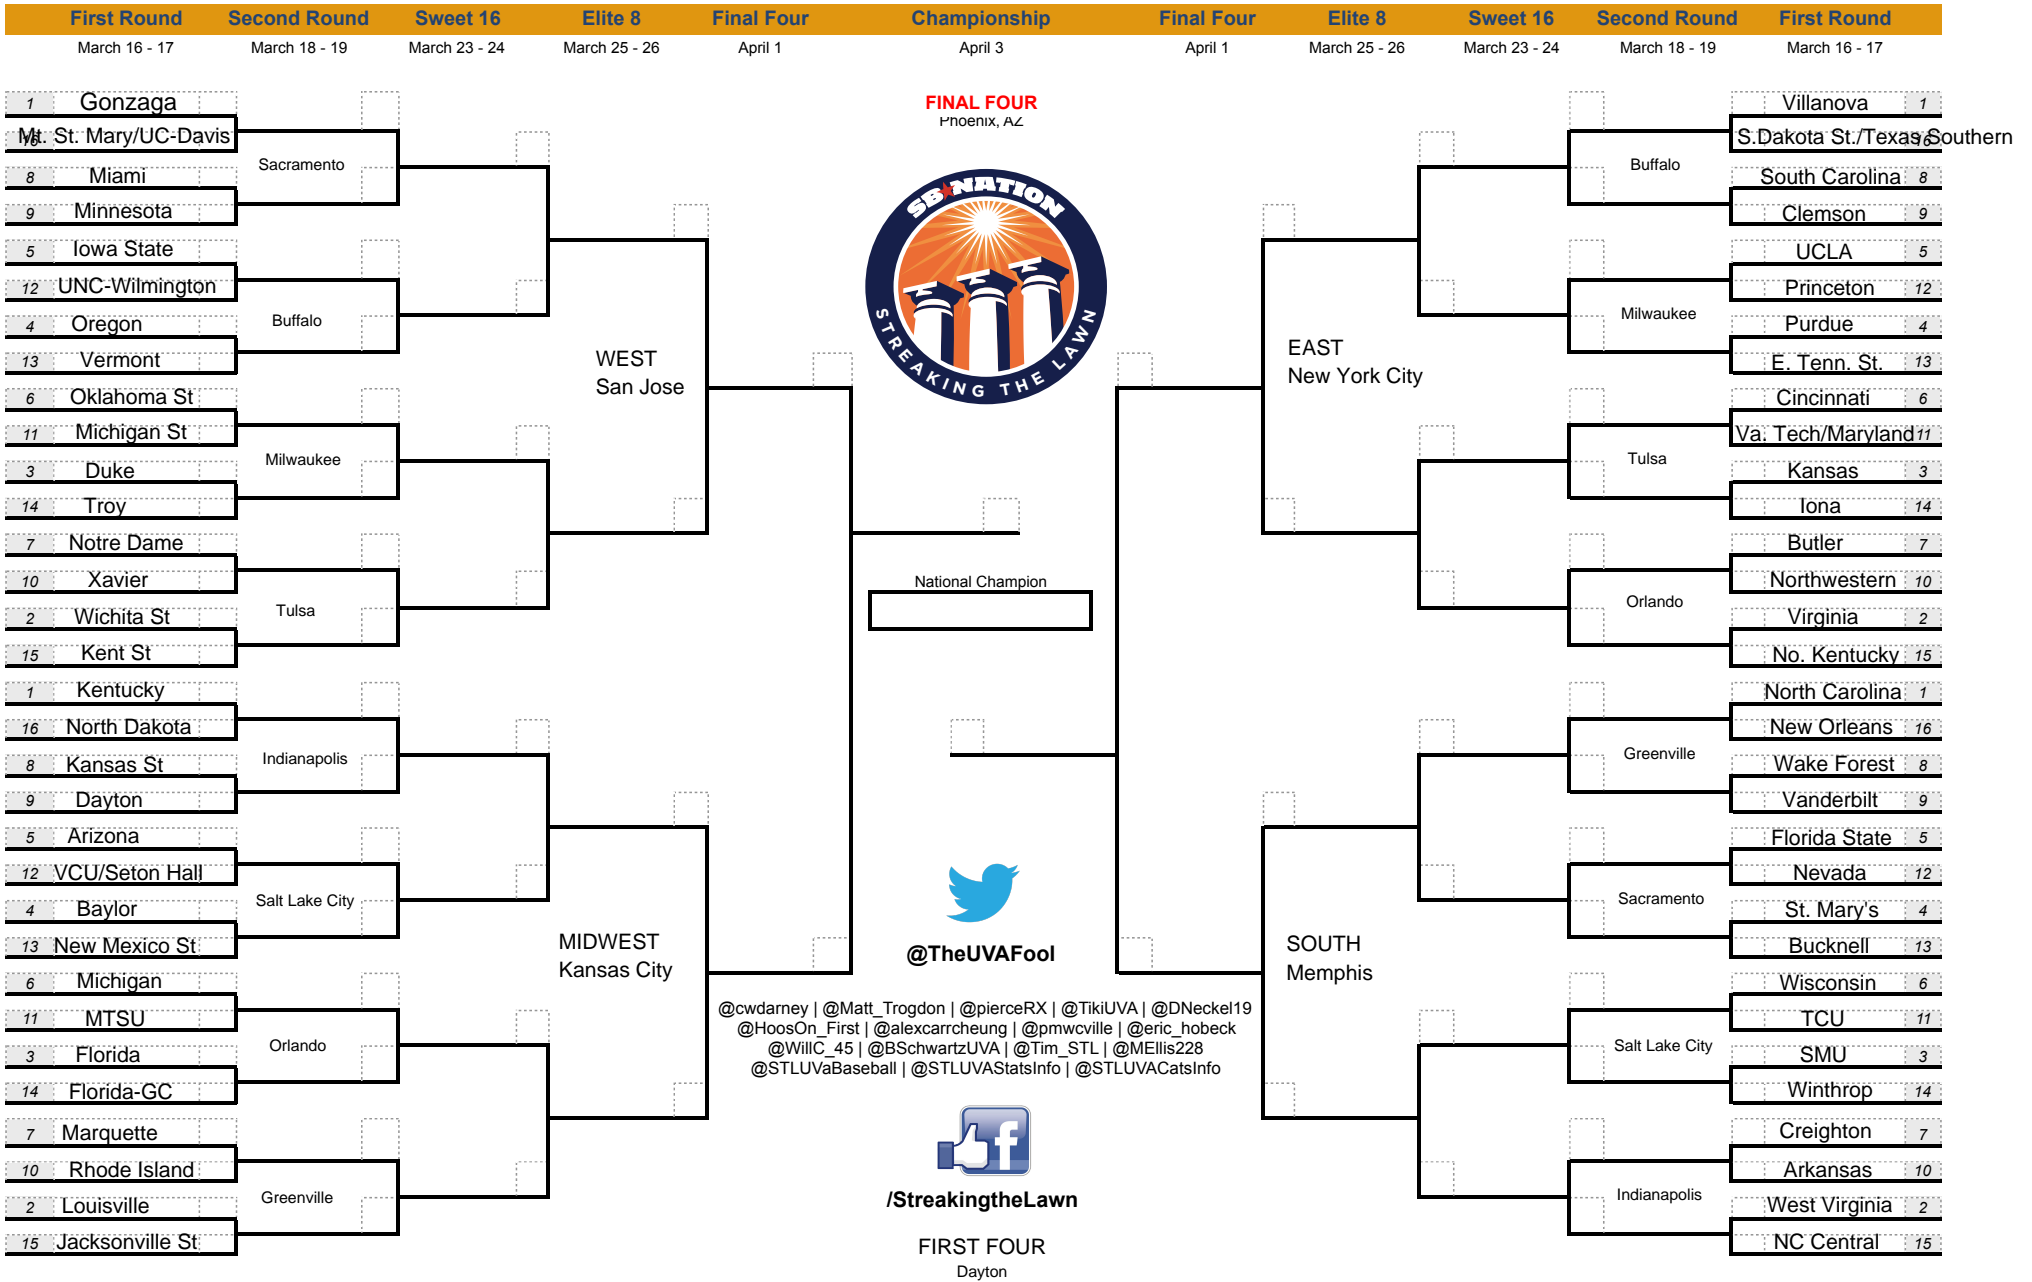 First Round Second Round Sweet 16 Elite 8 Final Four Championship Final Four Elite 8 Sweet 16 Second Round First Round
March 16 - 17 March 18 - 19 March 23 - 24 March 25 - 26 April 1 April 3 April 1 March 25 - 26 March 23 - 24 March 18 - 19 March 16 - 17
1 Gonzaga
16 Mt. St. Mary/UC-Davis
Sacramento
8 Miami
9 Minnesota
5 Iowa State
12 UNC-Wilmington
Buffalo
4 Oregon
13 Vermont
WEST
San Jose
6 Oklahoma St
11 Michigan St
Milwaukee
3 Duke
14 Troy
7 Notre Dame
10 Xavier
Tulsa
2 Wichita St
15 Kent St
1 Kentucky
16 North Dakota
Indianapolis
8 Kansas St
9 Dayton
5 Arizona
12 VCU/Seton Hall
Salt Lake City
4 Baylor
13 New Mexico St
MIDWEST
Kansas City
6 Michigan
11 MTSU
Orlando
3 Florida
14 Florida-GC
7 Marquette
10 Rhode Island
Greenville
2 Louisville
15 Jacksonville St
FINAL FOUR
Phoenix, AZ
SB NATION
STREAKING THE LAWN
National Champion
@TheUVAFool
@cwdarney | @Matt_Trogdon | @pierceRX | @TikiUVA | @DNeckel19
@HoosOn_First | @alexcarrcheung | @pmwcville | @eric_hobeck
@WillC_45 | @BSchwartzUVA | @Tim_STL | @MEllis228
@STLUVaBaseball | @STLUVAStatsInfo | @STLUVACatsInfo
f
/StreakingtheLawn
FIRST FOUR
Dayton
Villanova 1
S.Dakota St./Texas Southern 16
Buffalo
South Carolina 8
Clemson 9
UCLA 5
Princeton 12
Milwaukee
Purdue 4
E. Tenn. St. 13
EAST
New York City
Cincinnati 6
Va. Tech/Maryland 11
Tulsa
Kansas 3
Iona 14
Butler 7
Northwestern 10
Orlando
Virginia 2
No. Kentucky 15
North Carolina 1
New Orleans 16
Greenville
Wake Forest 8
Vanderbilt 9
Florida State 5
Nevada 12
Sacramento
St. Mary's 4
Bucknell 13
SOUTH
Memphis
Wisconsin 6
TCU 11
Salt Lake City
SMU 3
Winthrop 14
Creighton 7
Arkansas 10
Indianapolis
West Virginia 2
NC Central 15